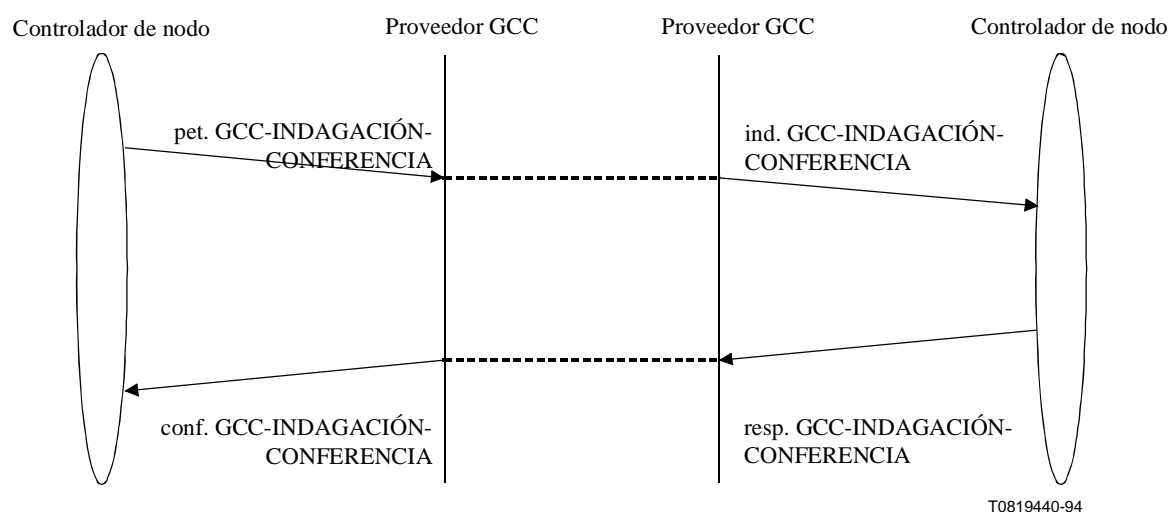 Controlador de nodo
Proveedor GCC
Proveedor GCC
Controlador de nodo
pet. GCC-INDAGACIÓN-
CONFERENCIA
ind. GCC-INDAGACIÓN-
CONFERENCIA
conf. GCC-INDAGACIÓN-
CONFERENCIA
resp. GCC-INDAGACIÓN-
CONFERENCIA
T0819440-94